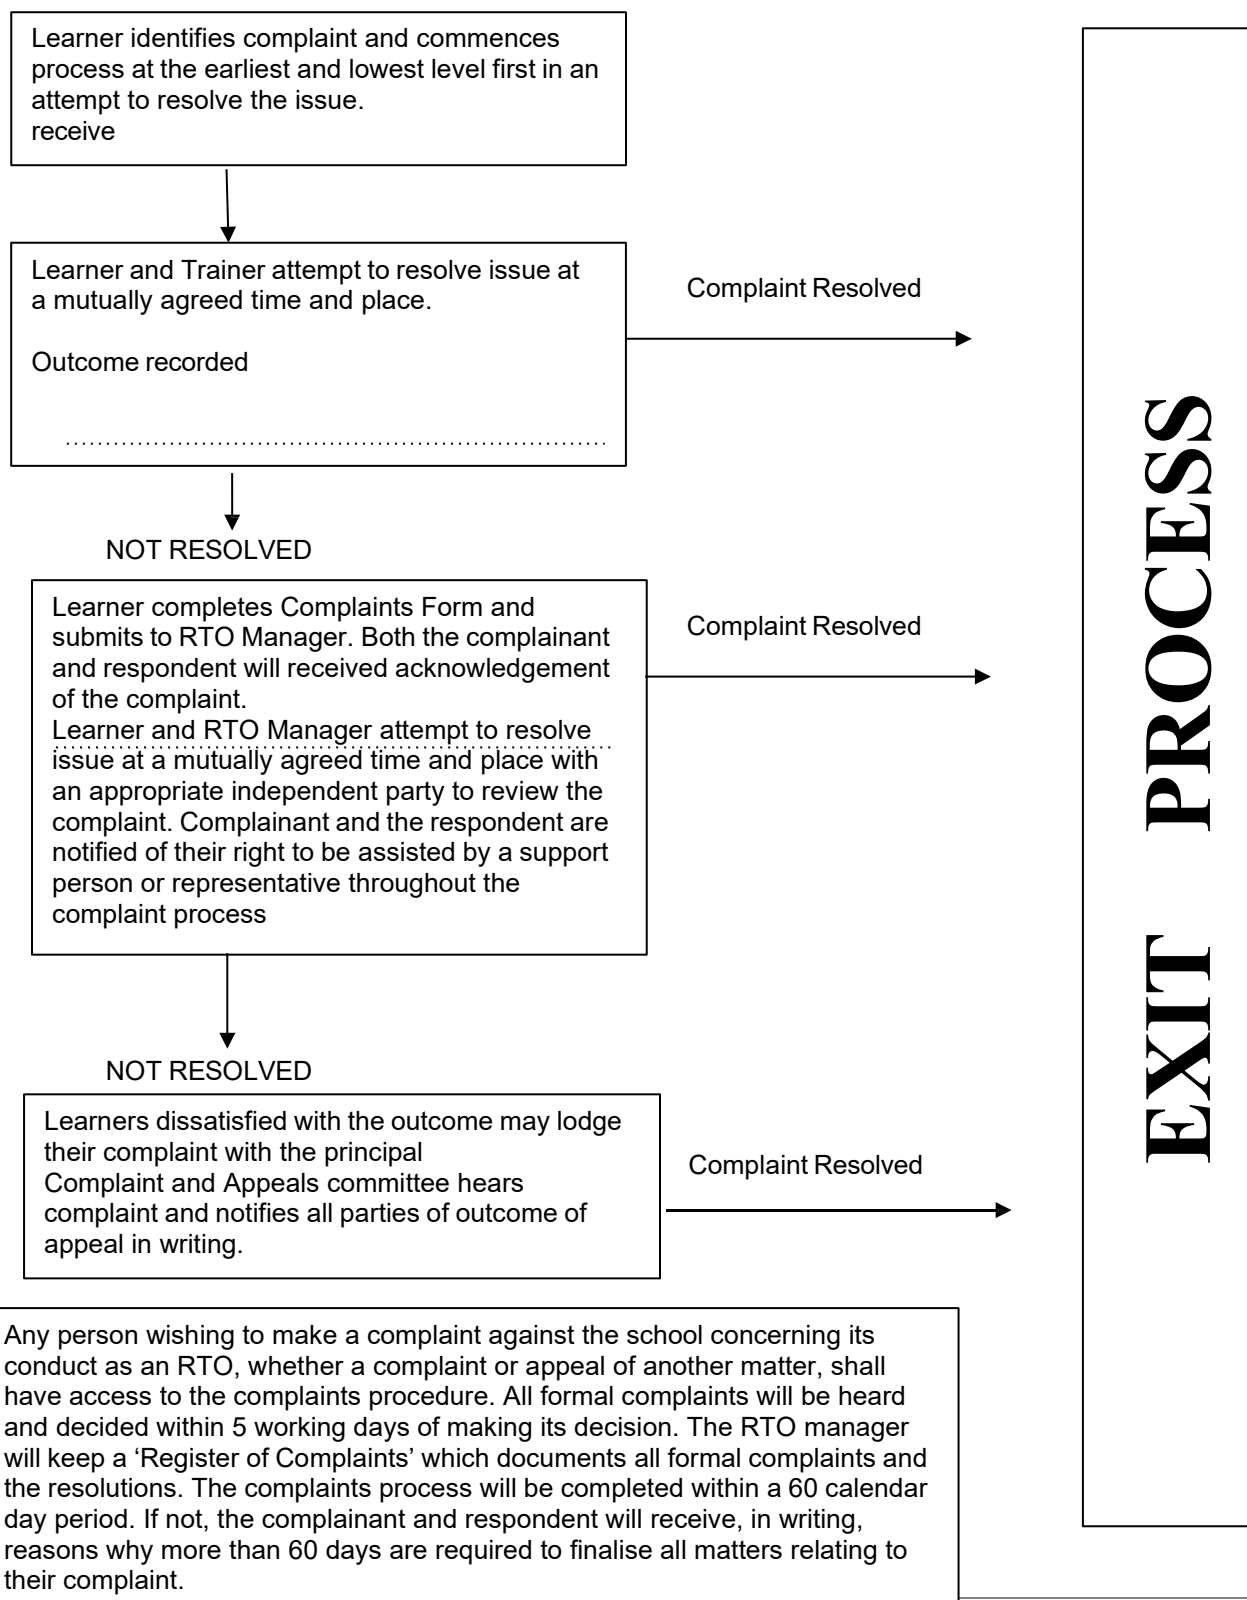 Learner identifies complaint and commences
process at the earliest and lowest level first in an
attempt to resolve the issue.
receive
Learner and Trainer attempt to resolve issue at
a mutually agreed time and place.
Outcome recorded
Complaint Resolved
NOT RESOLVED
Learner completes Complaints Form and
submits to RTO Manager. Both the complainant
and respondent will received acknowledgement
of the complaint.
Learner and RTO Manager attempt to resolve
issue at a mutually agreed time and place with
an appropriate independent party to review the
complaint. Complainant and the respondent are
notified of their right to be assisted by a support
person or representative throughout the
complaint process
Complaint Resolved
NOT RESOLVED
Learners dissatisfied with the outcome may lodge
their complaint with the principal
Complaint and Appeals committee hears
complaint and notifies all parties of outcome of
appeal in writing.
Complaint Resolved
EXIT PROCESS
Any person wishing to make a complaint against the school concerning its
conduct as an RTO, whether a complaint or appeal of another matter, shall
have access to the complaints procedure. All formal complaints will be heard
and decided within 5 working days of making its decision. The RTO manager
will keep a ‘Register of Complaints’ which documents all formal complaints and
the resolutions. The complaints process will be completed within a 60 calendar
day period. If not, the complainant and respondent will receive, in writing,
reasons why more than 60 days are required to finalise all matters relating to
their complaint.